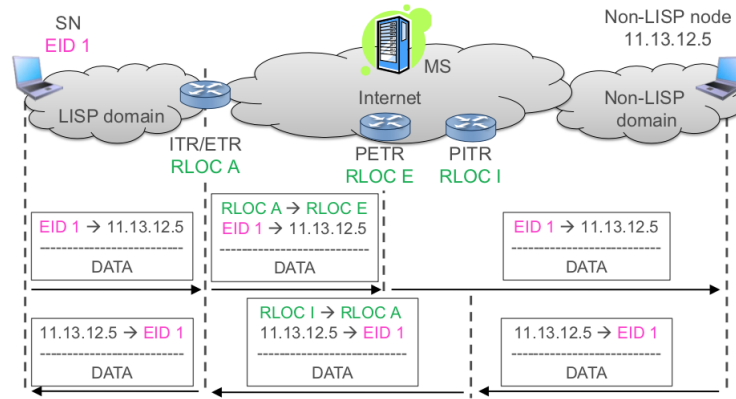 SN
EID 1
Non-LISP node
11.13.12.5
MS
Internet
LISP domain
Non-LISP
domain
ITR/ETR
RLOC A
PETR
RLOC E
PITR
RLOC I
EID 1 → 11.13.12.5
DATA
RLOC A → RLOC E
EID 1 → 11.13.12.5
DATA
EID 1 → 11.13.12.5
DATA
11.13.12.5 → EID 1
DATA
RLOC I → RLOC A
11.13.12.5 → EID 1
DATA
11.13.12.5 → EID 1
DATA